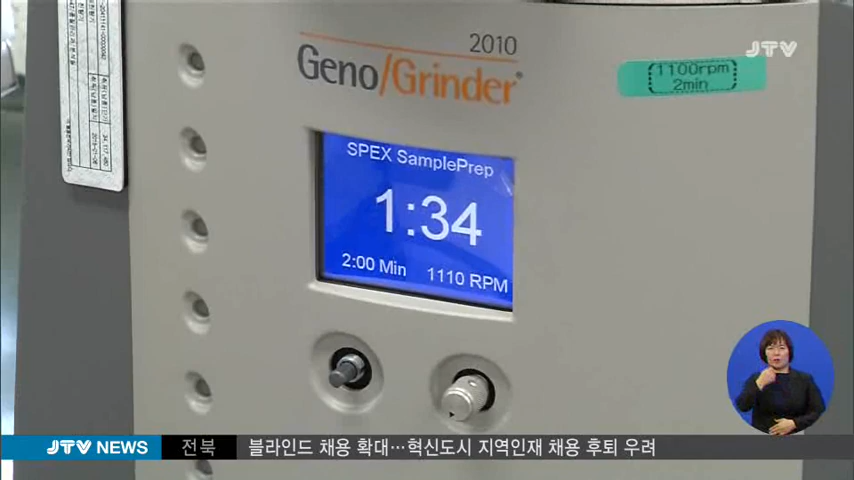 2010
JTV
Geno/Grinder®
1100rpm
2min
SPEX SamplePrep
1:34
2:00 Min 1110 RPM
JTV NEWS 전북 블라인드 채용 확대···혁신도시 지역인재 채용 후퇴 우려